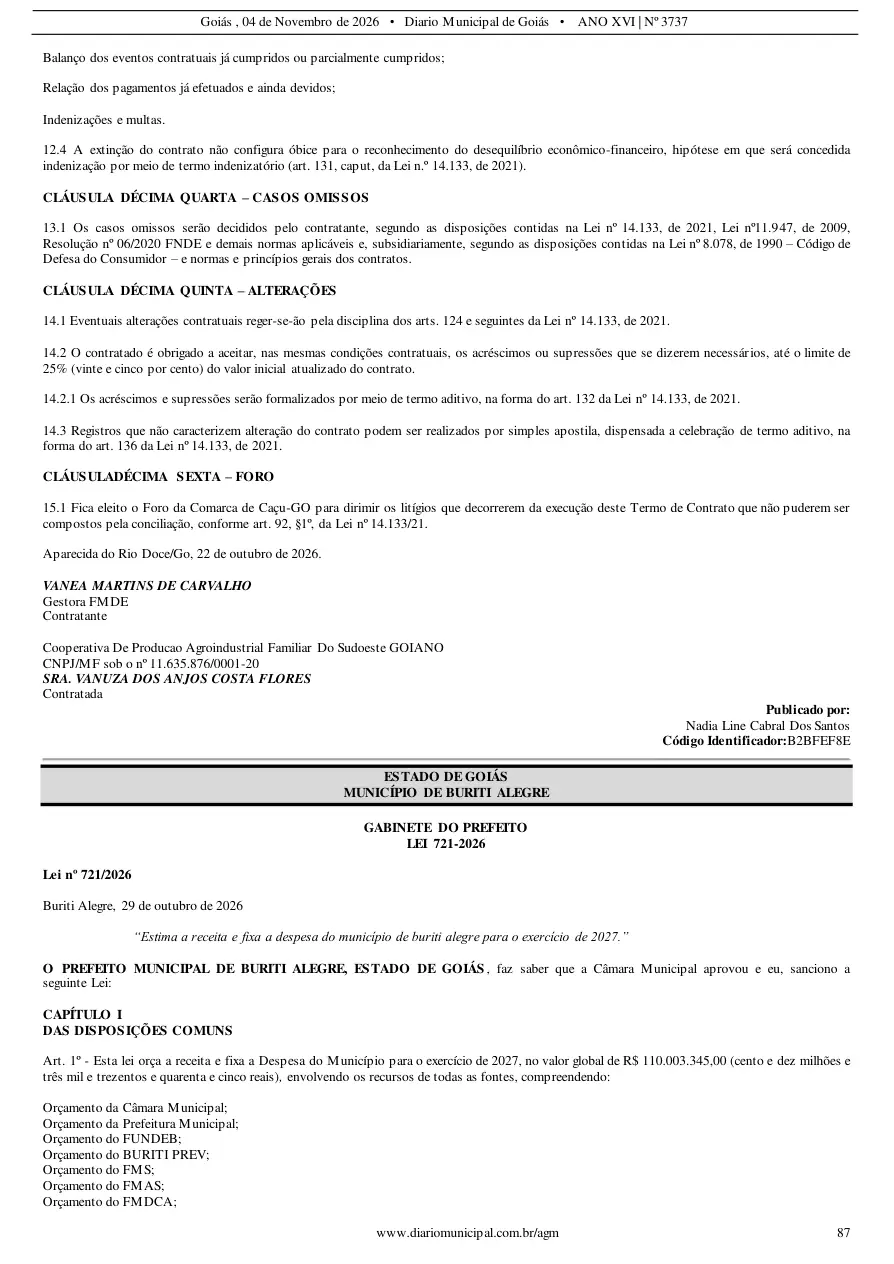 Goiás , 04 de Novembro de 2026 • Diario Municipal de Goiás • ANO XVI | Nº 3737
Balanço dos eventos contratuais já cumpridos ou parcialmente cumpridos;
Relação dos pagamentos já efetuados e ainda devidos;
Indenizações e multas.
12.4 A extinção do contrato não configura óbice para o reconhecimento do desequilíbrio econômico-financeiro, hipótese em que será concedida
indenização por meio de termo indenizatório (art. 131, caput, da Lei n.º 14.133, de 2021).
CLÁUSULA DÉCIMA QUARTA – CASOS OMISSOS
13.1 Os casos omissos serão decididos pelo contratante, segundo as disposições contidas na Lei nº 14.133, de 2021, Lei nº11.947, de 2009,
Resolução nº 06/2020 FNDE e demais normas aplicáveis e, subsidiariamente, segundo as disposições contidas na Lei nº 8.078, de 1990 – Código de
Defesa do Consumidor – e normas e princípios gerais dos contratos.
CLÁUSULA DÉCIMA QUINTA – ALTERAÇÕES
14.1 Eventuais alterações contratuais reger-se-ão pela disciplina dos arts. 124 e seguintes da Lei nº 14.133, de 2021.
14.2 O contratado é obrigado a aceitar, nas mesmas condições contratuais, os acréscimos ou supressões que se dizerem necessários, até o limite de
25% (vinte e cinco por cento) do valor inicial atualizado do contrato.
14.2.1 Os acréscimos e supressões serão formalizados por meio de termo aditivo, na forma do art. 132 da Lei nº 14.133, de 2021.
14.3 Registros que não caracterizem alteração do contrato podem ser realizados por simples apostila, dispensada a celebração de termo aditivo, na
forma do art. 136 da Lei nº 14.133, de 2021.
CLÁUSULADÉCIMA SEXTA – FORO
15.1 Fica eleito o Foro da Comarca de Caçu-GO para dirimir os litígios que decorrerem da execução deste Termo de Contrato que não puderem ser
compostos pela conciliação, conforme art. 92, §1º, da Lei nº 14.133/21.
Aparecida do Rio Doce/Go, 22 de outubro de 2026.
VANEA MARTINS DE CARVALHO
Gestora FMDE
Contratante
Cooperativa De Producao Agroindustrial Familiar Do Sudoeste GOIANO
CNPJ/MF sob o nº 11.635.876/0001-20
SRA. VANUZA DOS ANJOS COSTA FLORES
Contratada
Publicado por:
Nadia Line Cabral Dos Santos
Código Identificador:B2BFEF8E
ESTADO DE GOIÁS
MUNICÍPIO DE BURITI ALEGRE
GABINETE DO PREFEITO
LEI 721-2026
Lei nº 721/2026
Buriti Alegre, 29 de outubro de 2026
“Estima a receita e fixa a despesa do município de buriti alegre para o exercício de 2027.”
O PREFEITO MUNICIPAL DE BURITI ALEGRE, ESTADO DE GOIÁS, faz saber que a Câmara Municipal aprovou e eu, sanciono a
seguinte Lei:
CAPÍTULO I
DAS DISPOSIÇÕES COMUNS
Art. 1º - Esta lei orça a receita e fixa a Despesa do Município para o exercício de 2027, no valor global de R$ 110.003.345,00 (cento e dez milhões e
três mil e trezentos e quarenta e cinco reais), envolvendo os recursos de todas as fontes, compreendendo:
Orçamento da Câmara Municipal;
Orçamento da Prefeitura Municipal;
Orçamento do FUNDEB;
Orçamento do BURITI PREV;
Orçamento do FMS;
Orçamento do FMAS;
Orçamento do FMDCA;
www.diariomunicipal.com.br/agm 87